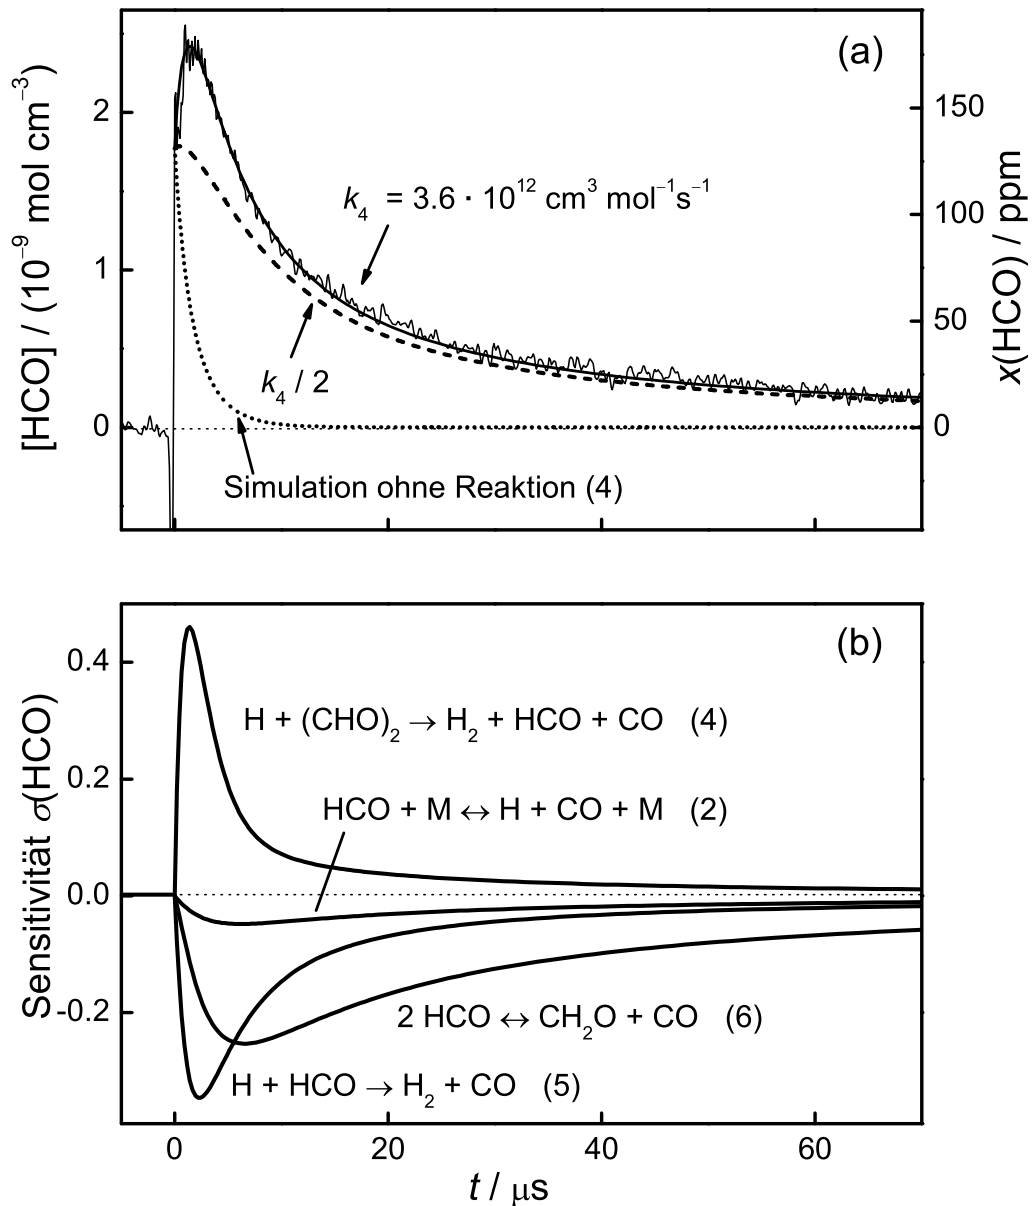 (a)
[HCO] / (10⁻⁹ mol cm⁻³)
2
1
0
150
100
50
0
x(HCO) / ppm
k₄ = 3.6 · 10¹² cm³ mol⁻¹s⁻¹
k₄ / 2
Simulation ohne Reaktion (4)
(b)
Sensitivität σ(HCO)
0.4
0.2
0.0
-0.2
H + (CHO)₂ → H₂ + HCO + CO (4)
HCO + M ↔ H + CO + M (2)
2 HCO ↔ CH₂O + CO (6)
H + HCO → H₂ + CO (5)
0 20 40 60
t / μs